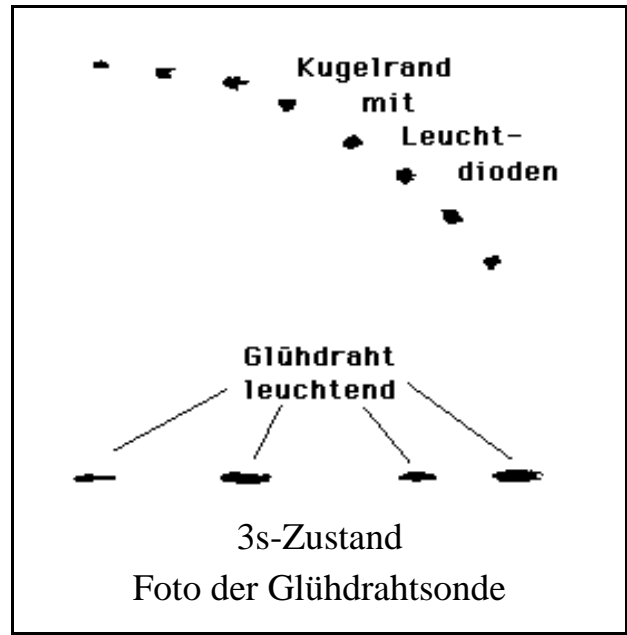 Kugelrand
mit
Leucht-
dioden
Glühdraht
leuchtend
3s-Zustand
Foto der Glühdrahtsonde